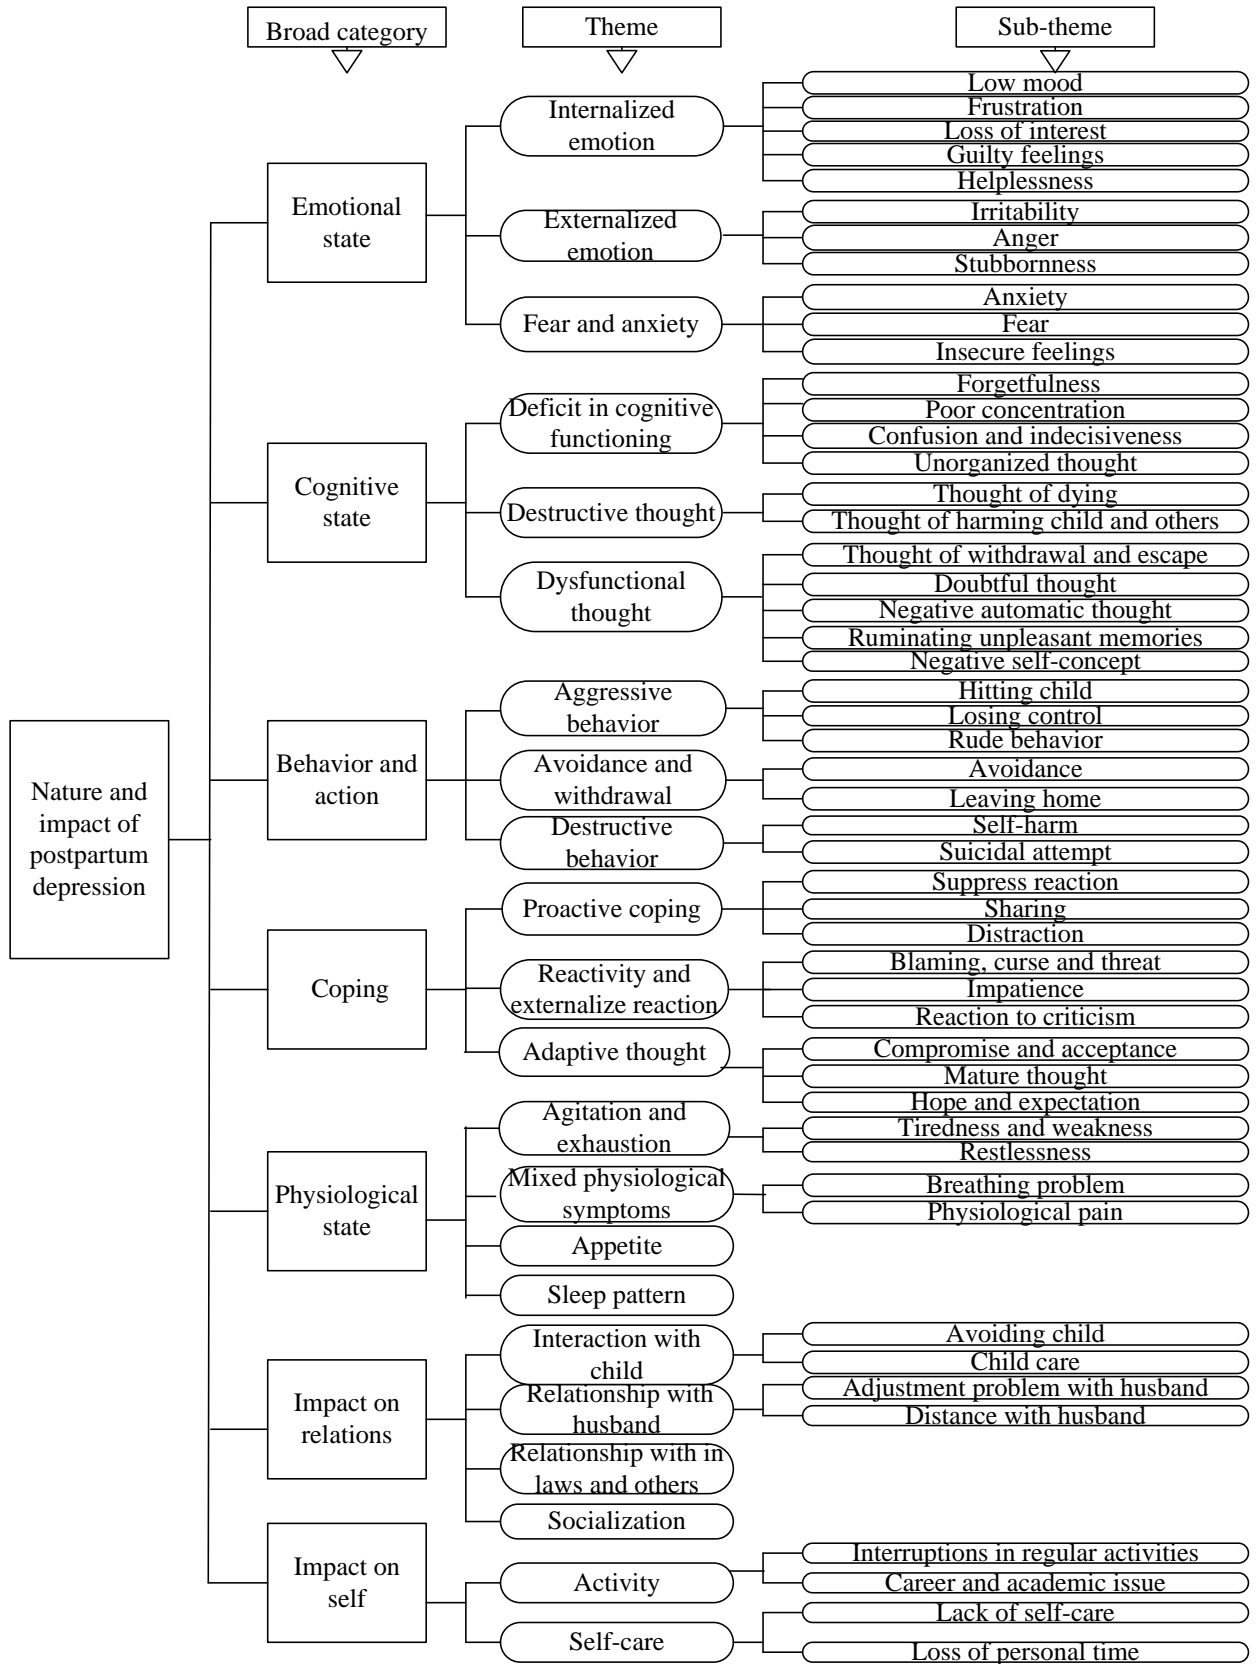 Broad category
Theme
Sub-theme
Nature and
impact of
postpartum
depression
Emotional
state
Internalized
emotion
Low mood
Frustration
Loss of interest
Guilty feelings
Helplessness
Externalized
emotion
Irritability
Anger
Stubbornness
Fear and anxiety
Anxiety
Fear
Insecure feelings
Cognitive
state
Deficit in cognitive
functioning
Forgetfulness
Poor concentration
Confusion and indecisiveness
Unorganized thought
Destructive thought
Thought of dying
Thought of harming child and others
Dysfunctional
thought
Thought of withdrawal and escape
Doubtful thought
Negative automatic thought
Ruminating unpleasant memories
Negative self-concept
Behavior and
action
Aggressive
behavior
Hitting child
Losing control
Rude behavior
Avoidance and
withdrawal
Avoidance
Leaving home
Destructive
behavior
Self-harm
Suicidal attempt
Coping
Proactive coping
Suppress reaction
Sharing
Distraction
Reactivity and
externalize reaction
Blaming, curse and threat
Impatience
Reaction to criticism
Adaptive thought
Compromise and acceptance
Mature thought
Hope and expectation
Physiological
state
Agitation and
exhaustion
Tiredness and weakness
Restlessness
Mixed physiological
symptoms
Breathing problem
Physiological pain
Appetite
Sleep pattern
Impact on
relations
Interaction with
child
Avoiding child
Child care
Relationship with
husband
Adjustment problem with husband
Distance with husband
Relationship with in
laws and others
Socialization
Impact on
self
Activity
Interruptions in regular activities
Career and academic issue
Self-care
Lack of self-care
Loss of personal time